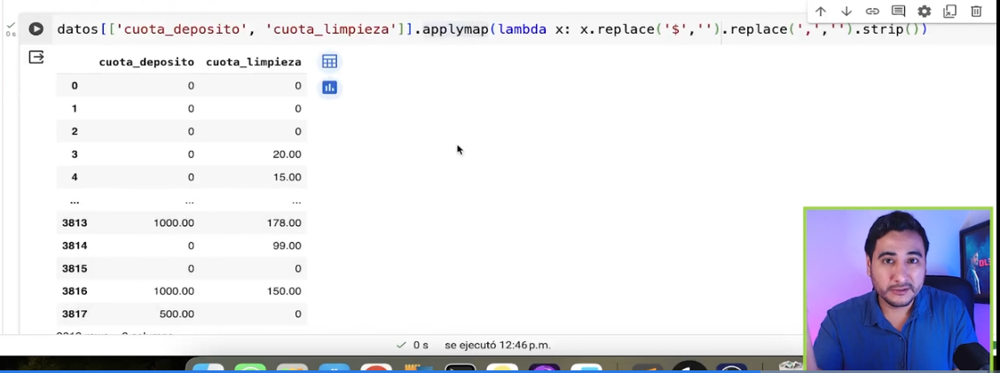 datos[['cuota_deposito', 'cuota_limpieza']].applymap(lambda x: x.replace('$','').replace(',','').strip())
0s
cuota_deposito cuota_limpieza
0 0 0
1 0 0
2 0 0
3 0 20.00
4 0 15.00
... ... ...
3813 1000.00 178.00
3814 0 99.00
3815 0 0
3816 1000.00 150.00
3817 500.00 0
0 s se ejecutó 12:46 p.m.